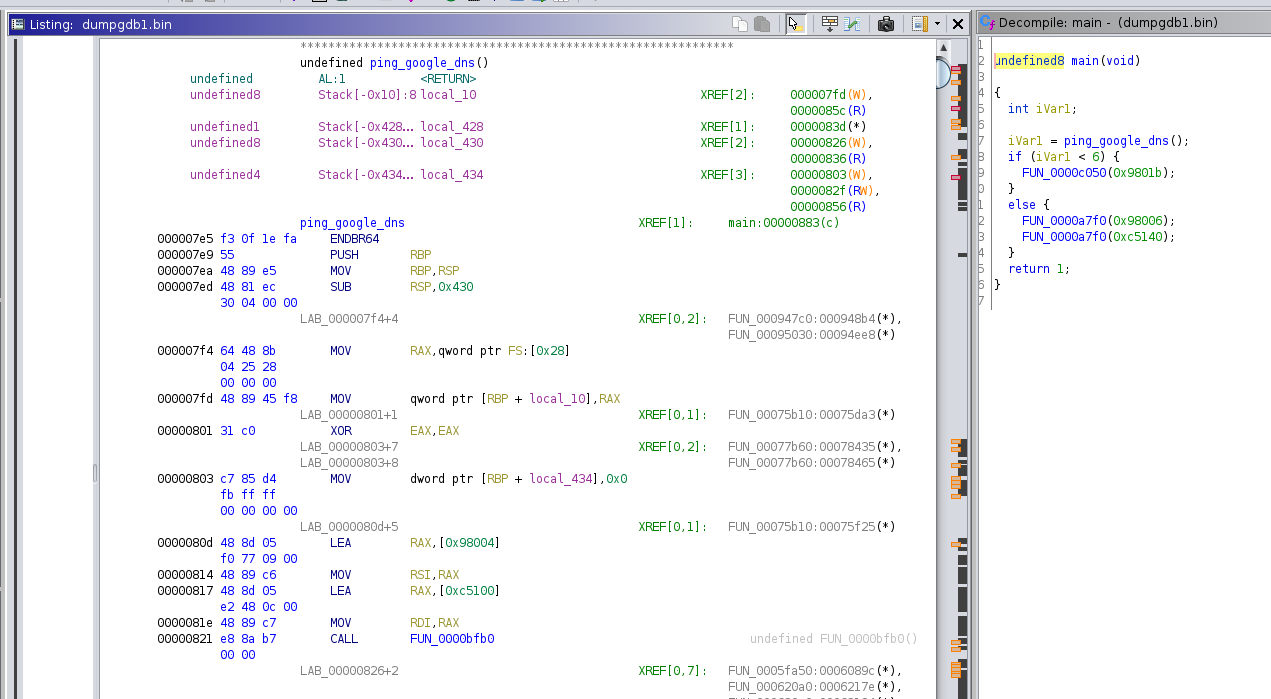 Listing: dumpgdb1.bin
**************************************************************
undefined ping_google_dns()
undefined AL:1 <RETURN>
undefined8 Stack[-0x10]:8 local_10 XREF[2]: 000007fd(W),
0000085c(R)
undefined1 Stack[-0x428... local_428 XREF[1]: 0000083d(*)
undefined8 Stack[-0x430... local_430 XREF[2]: 00000826(W),
00000836(R)
undefined4 Stack[-0x434... local_434 XREF[3]: 00000803(W),
0000082f(RW),
00000856(R)
ping_google_dns XREF[1]: main:00000883(c)
000007e5 f3 0f 1e fa ENDBR64
000007e9 55 PUSH RBP
000007ea 48 89 e5 MOV RBP,RSP
000007ed 48 81 ec SUB RSP,0x430
30 04 00 00
LAB_000007f4+4 XREF[0,2]: FUN_000947c0:000948b4(*),
FUN_00095030:00094ee8(*)
000007f4 64 48 8b MOV RAX,qword ptr FS:[0x28]
04 25 28
00 00 00
000007fd 48 89 45 f8 MOV qword ptr [RBP + local_10],RAX
LAB_00000801+1 XREF[0,1]: FUN_00075b10:00075da3(*)
00000801 31 c0 XOR EAX,EAX
LAB_00000803+7 XREF[0,2]: FUN_00077b60:00078435(*),
LAB_00000803+8 FUN_00077b60:00078465(*)
00000803 c7 85 d4 MOV dword ptr [RBP + local_434],0x0
fb ff ff
00 00 00 00
LAB_0000080d+5 XREF[0,1]: FUN_00075b10:00075f25(*)
0000080d 48 8d 05 LEA RAX,[0x98004]
f0 77 09 00
00000814 48 89 c6 MOV RSI,RAX
00000817 48 8d 05 LEA RAX,[0xc5100]
e2 48 0c 00
0000081e 48 89 c7 MOV RDI,RAX
00000821 e8 8a b7 CALL FUN_0000bfb0 undefined FUN_0000bfb0()
00 00
LAB_00000826+2 XREF[0,7]: FUN_0005fa50:0006089c(*),
FUN_000620a0:0006217e(*),
Decompile: main - (dumpgdb1.bin)
1
2 undefined8 main(void)
3
4 {
5 int iVar1;
6
7 iVar1 = ping_google_dns();
8 if (iVar1 < 6) {
9 FUN_0000c050(0x9801b);
0 }
1 else {
2 FUN_0000a7f0(0x98006);
3 FUN_0000a7f0(0xc5140);
4 }
5 return 1;
6 }
7